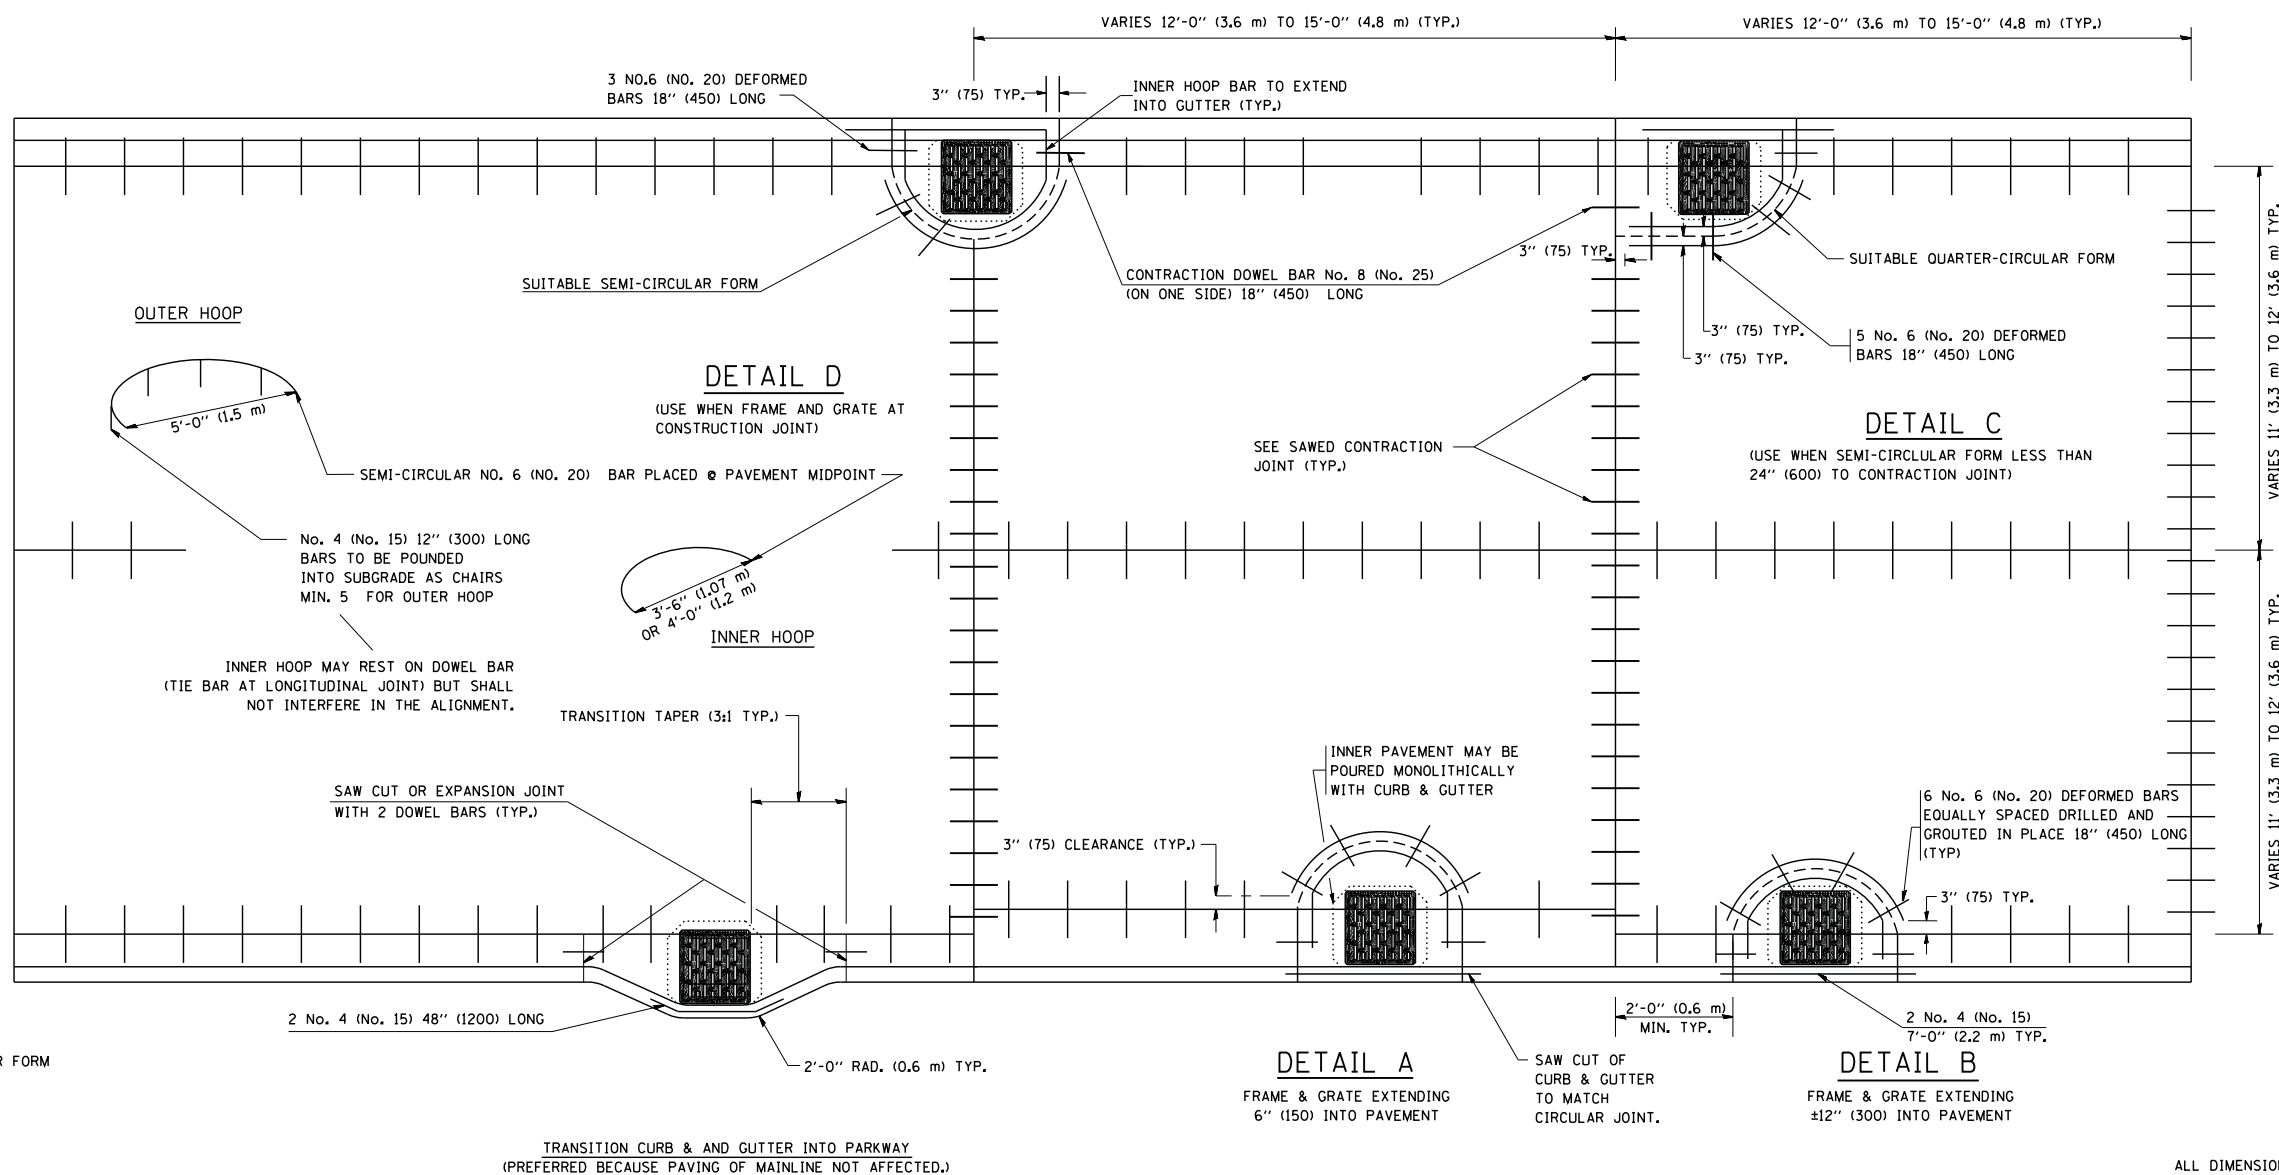 VARIES 12'-0" (3.6 m) TO 15'-0" (4.8 m) (TYP.)
VARIES 12'-0" (3.6 m) TO 15'-0" (4.8 m) (TYP.)
3 NO.6 (NO. 20) DEFORMED
BARS 18" (450) LONG
3" (75) TYP.
INNER HOOP BAR TO EXTEND
INTO GUTTER (TYP.)
SUITABLE SEMI-CIRCULAR FORM
CONTRACTION DOWEL BAR No. 8 (No. 25)
(ON ONE SIDE) 18" (450) LONG
3" (75) TYP.
SUITABLE QUARTER-CIRCULAR FORM
3" (75) TYP.
3" (75) TYP.
5 No. 6 (No. 20) DEFORMED
BARS 18" (450) LONG
VARIES 11' (3.3 m) TO 12' (3.6 m) TYP.
OUTER HOOP
5'-0" (1.5 m)
DETAIL D
(USE WHEN FRAME AND GRATE AT
CONSTRUCTION JOINT)
SEMI-CIRCULAR NO. 6 (NO. 20) BAR PLACED @ PAVEMENT MIDPOINT
SEE SAWED CONTRACTION
JOINT (TYP.)
DETAIL C
(USE WHEN SEMI-CIRCLULAR FORM LESS THAN
24" (600) TO CONTRACTION JOINT)
No. 4 (No. 15) 12" (300) LONG
BARS TO BE POUNDED
INTO SUBGRADE AS CHAIRS
MIN. 5 FOR OUTER HOOP
3'-6" (1.07 m)
OR 4'-0" (1.2 m)
INNER HOOP
INNER HOOP MAY REST ON DOWEL BAR
(TIE BAR AT LONGITUDINAL JOINT) BUT SHALL
NOT INTERFERE IN THE ALIGNMENT.
VARIES 11' (3.3 m) TO 12' (3.6 m) TYP.
TRANSITION TAPER (3:1 TYP.)
SAW CUT OR EXPANSION JOINT
WITH 2 DOWEL BARS (TYP.)
INNER PAVEMENT MAY BE
POURED MONOLITHICALLY
WITH CURB & GUTTER
3" (75) CLEARANCE (TYP.)
6 No. 6 (No. 20) DEFORMED BARS
EQUALLY SPACED DRILLED AND
GROUTED IN PLACE 18" (450) LONG
(TYP)
3" (75) TYP.
2 No. 4 (No. 15) 48" (1200) LONG
2'-0" RAD. (0.6 m) TYP.
2'-0" (0.6 m)
MIN. TYP.
2 No. 4 (No. 15)
7'-0" (2.2 m) TYP.
R FORM
DETAIL A
FRAME & GRATE EXTENDING
6" (150) INTO PAVEMENT
SAW CUT OF
CURB & GUTTER
TO MATCH
CIRCULAR JOINT.
DETAIL B
FRAME & GRATE EXTENDING
±12" (300) INTO PAVEMENT
TRANSITION CURB & AND GUTTER INTO PARKWAY
(PREFERRED BECAUSE PAVING OF MAINLINE NOT AFFECTED.)
ALL DIMENSION